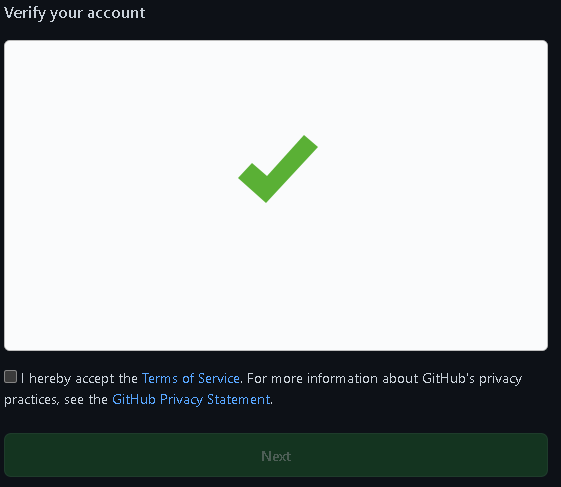 Verify your account
I hereby accept the Terms of Service. For more information about GitHub's privacy
practices, see the GitHub Privacy Statement.
Next